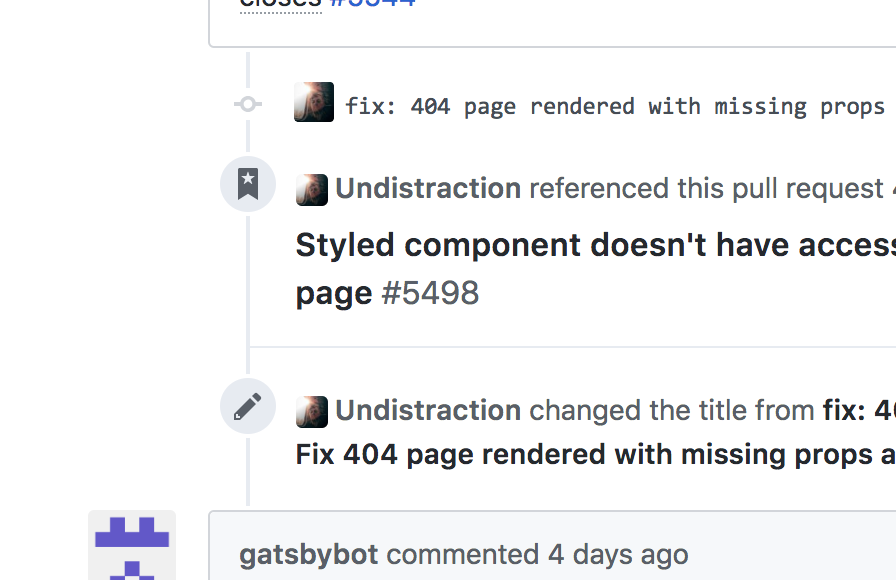 closes #5344
fix: 404 page rendered with missing props
Undistraction referenced this pull request
Styled component doesn't have access
page #5498
Undistraction changed the title from fix: 40
Fix 404 page rendered with missing props a
gatsbybot commented 4 days ago